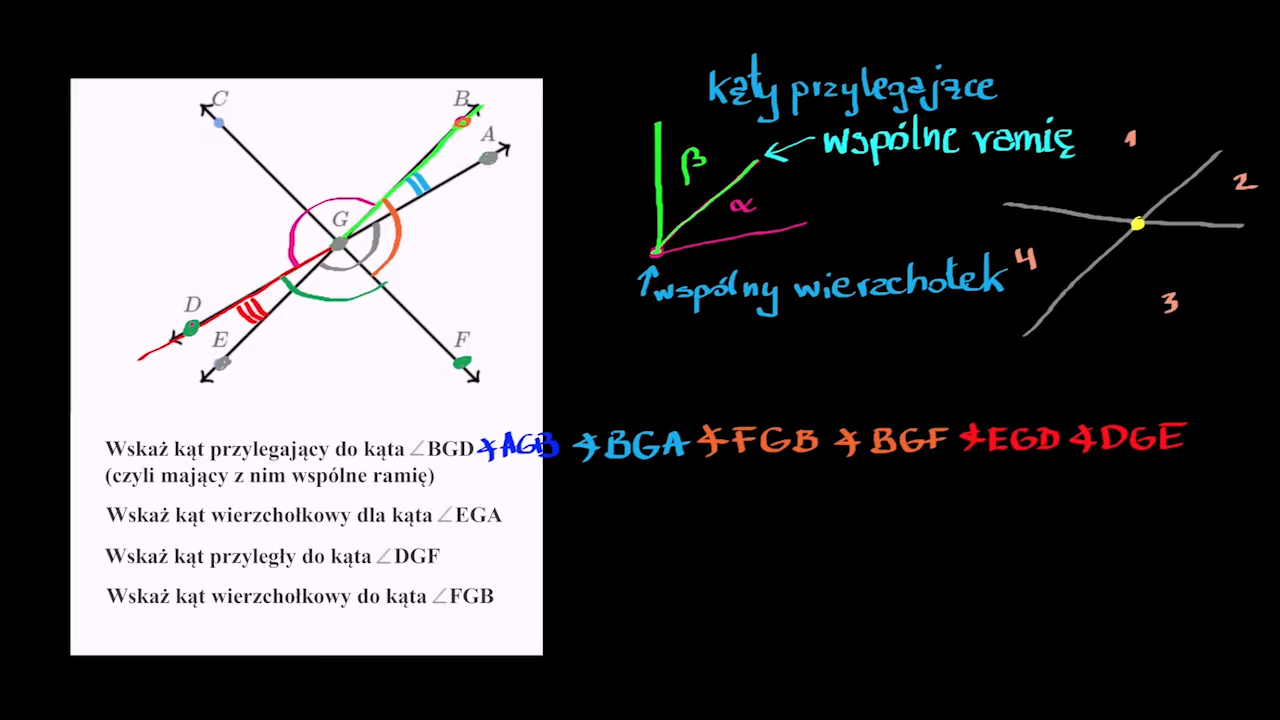 kąty przylegające
wspólne ramię
β
α
wspólny wierzchołek
1
2
3
4
C
B
A
G
D
E
F
Wskaż kąt przylegający do kąta ∠BGD ∢AGB ∢BGA ∢FGB ∢BGF ∢EGD ∢DGE
(czyli mający z nim wspólne ramię)
Wskaż kąt wierzchołkowy dla kąta ∠EGA
Wskaż kąt przyległy do kąta ∠DGF
Wskaż kąt wierzchołkowy do kąta ∠FGB